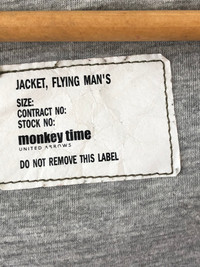 JACKET, FLYING MAN'S
SIZE:
CONTRACT NO:
STOCK NO:
monkey time
UNITED ARROWS
DO NOT REMOVE THIS LABEL